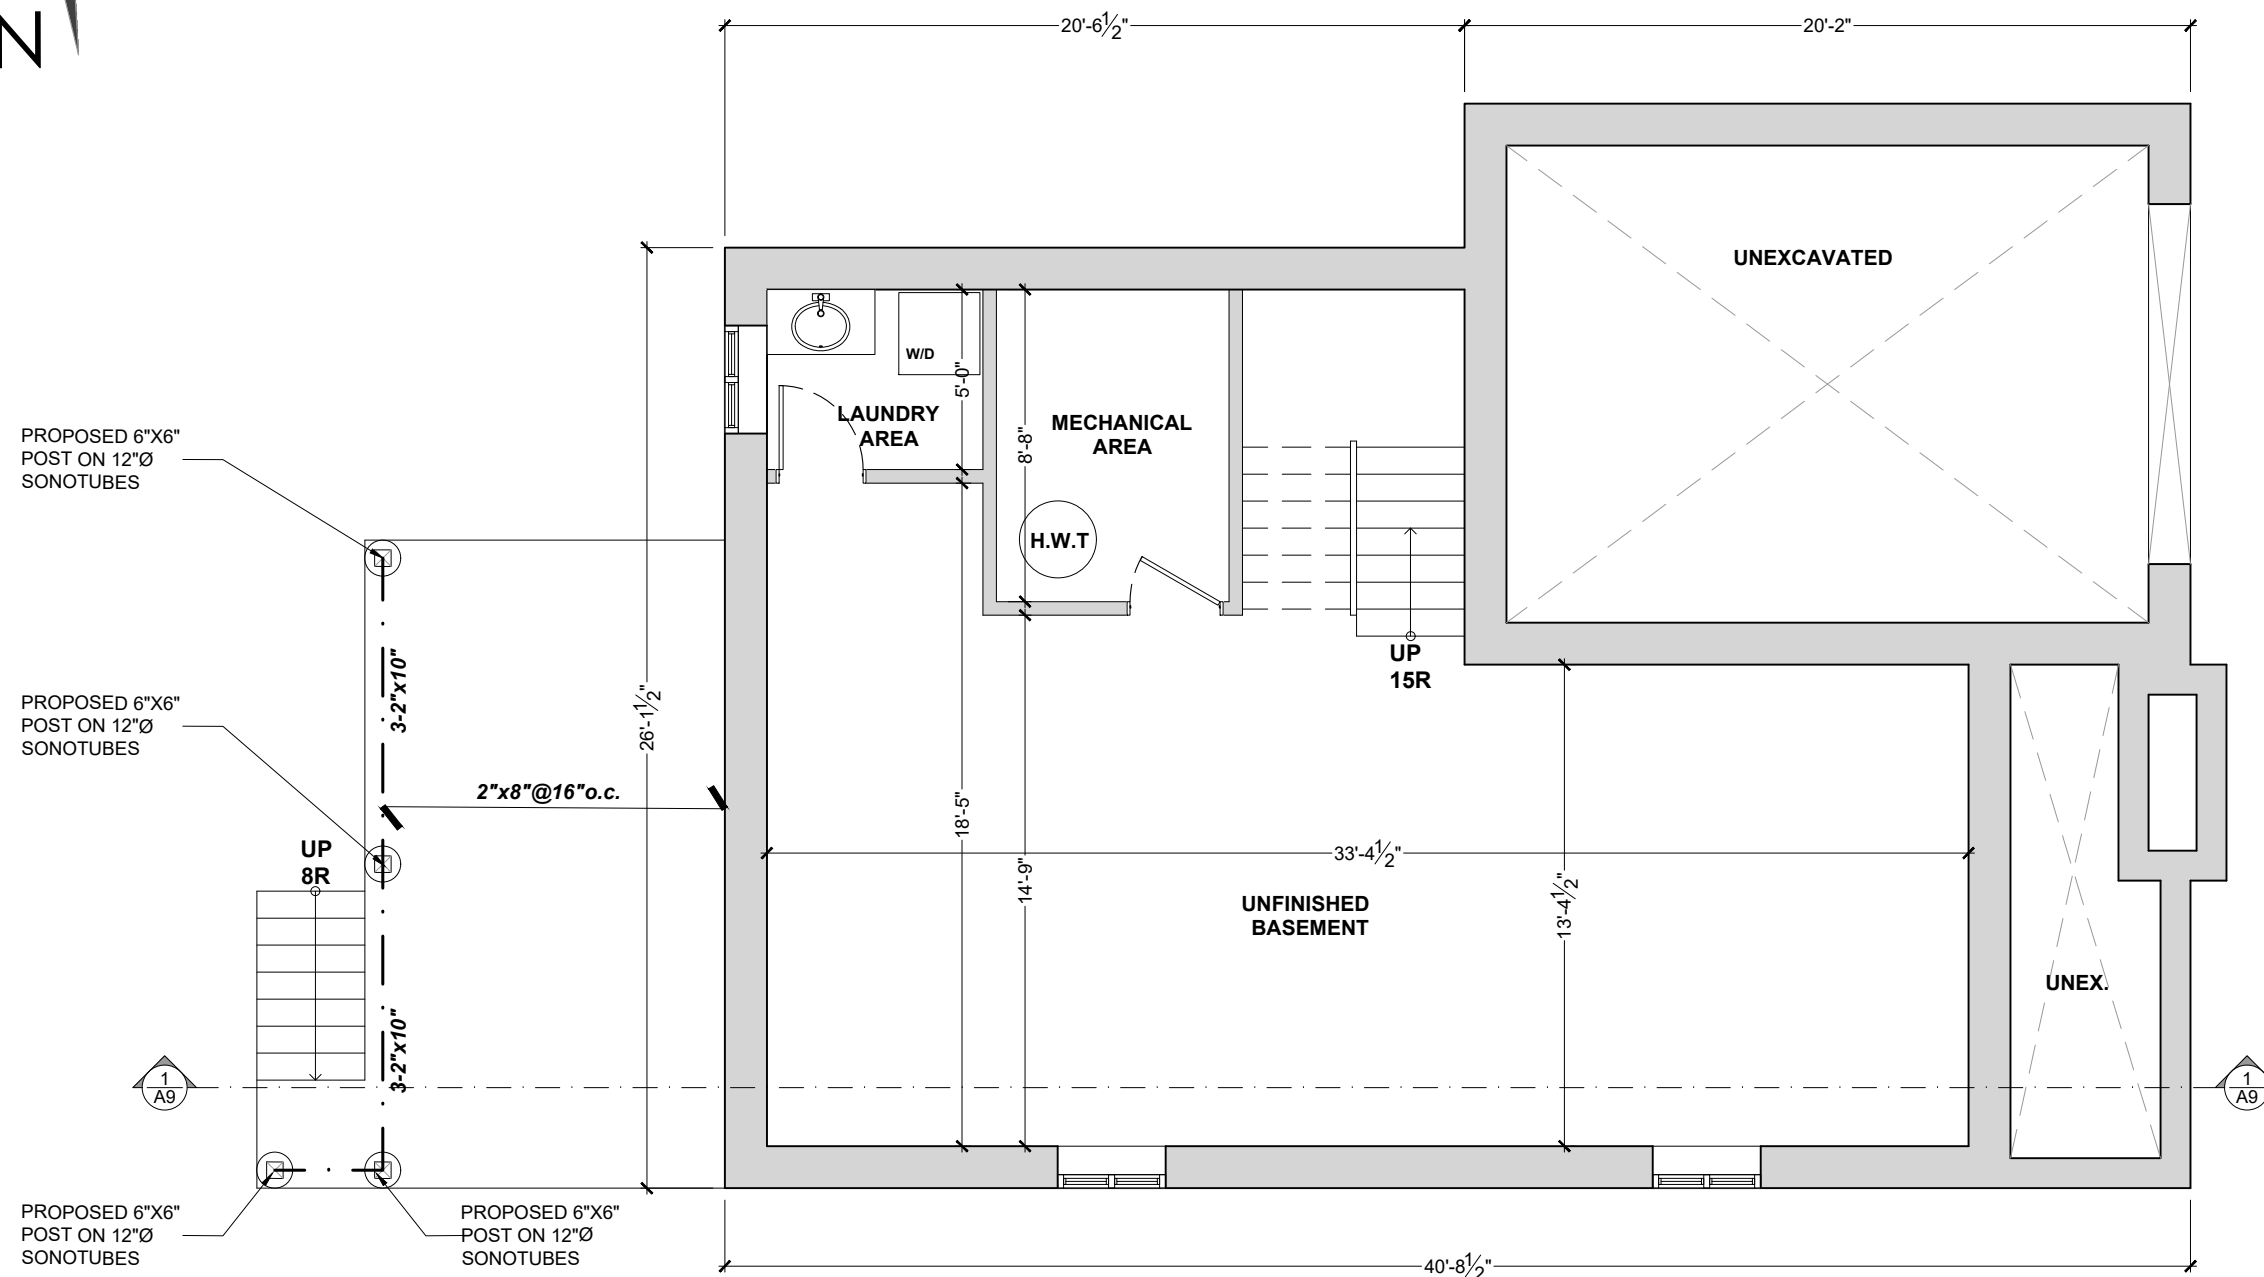 N
20'-6½"
20'-2"
UNEXCAVATED
W/D
5'-0"
LAUNDRY
AREA
MECHANICAL
AREA
8'-8"
H.W.T
PROPOSED 6"X6"
POST ON 12"Ø
SONOTUBES
3-2"x10"
26'-1½"
UP
15R
PROPOSED 6"X6"
POST ON 12"Ø
SONOTUBES
2"x8"@16"o.c.
18'-5"
14'-9"
33'-4½"
13'-4½"
UP
8R
UNFINISHED
BASEMENT
UNEX.
3-2"x10"
1
A9
1
A9
PROPOSED 6"X6"
POST ON 12"Ø
SONOTUBES
PROPOSED 6"X6"
POST ON 12"Ø
SONOTUBES
40'-8½"